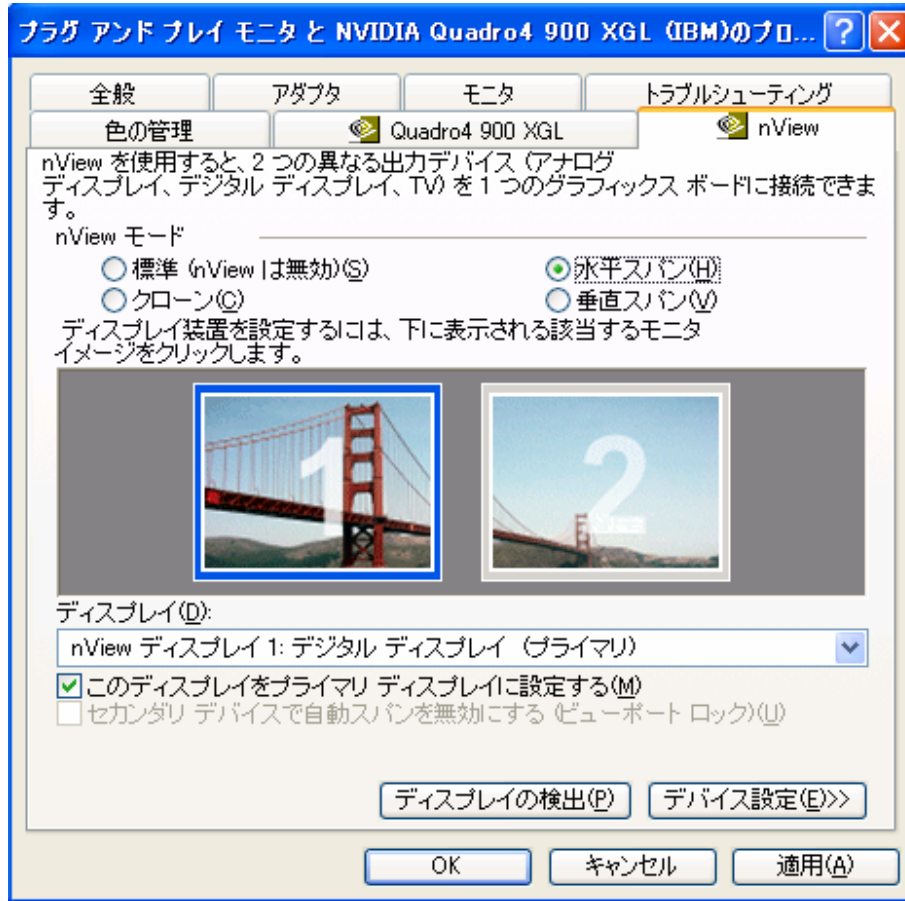 プラグ アンド プレイ モニタ と NVIDIA Quadro4 900 XGL (IBM)のプロ...
全般 アダプタ モニタ トラブルシューティング
色の管理 Quadro4 900 XGL nView
nView を使用すると、2 つの異なる出力デバイス (アナログ
ディスプレイ、デジタル ディスプレイ、TV) を 1 つのグラフィックス ボードに接続できま
す。
nView モード
標準 (nView は無効)(S) 水平スパン(H)
クローン(C) 垂直スパン(V)
ディスプレイ装置を設定するには、下に表示される該当するモニタ
イメージをクリックします。
1 2
ディスプレイ(D):
nView ディスプレイ 1: デジタル ディスプレイ (プライマリ)
このディスプレイをプライマリ ディスプレイに設定する(M)
セカンダリ デバイスで自動スパンを無効にする (ビューポート ロック)(U)
ディスプレイの検出(P) デバイス設定(E)>>
OK キャンセル 適用(A)